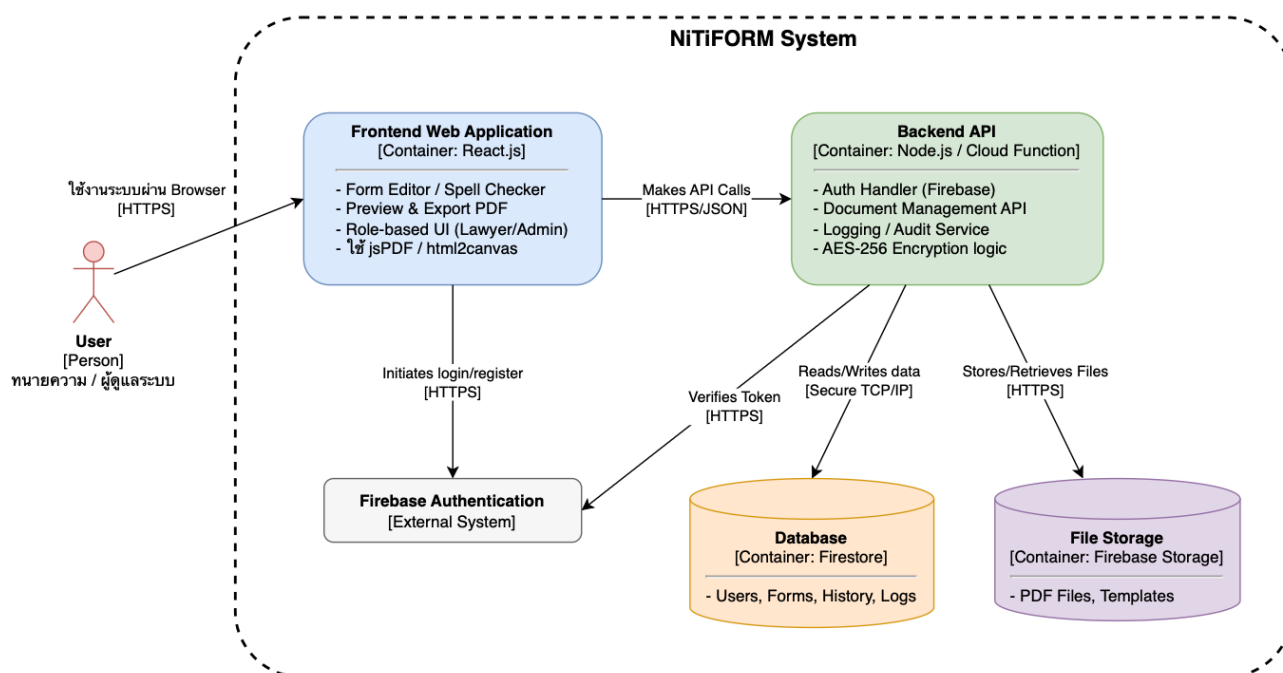 NiTiFORM System
Frontend Web Application
[Container: React.js]
- Form Editor / Spell Checker
- Preview & Export PDF
- Role-based UI (Lawyer/Admin)
- ใช้ jsPDF / html2canvas
Backend API
[Container: Node.js / Cloud Function]
- Auth Handler (Firebase)
- Document Management API
- Logging / Audit Service
- AES-256 Encryption logic
ใช้งานระบบผ่าน Browser
[HTTPS]
Makes API Calls
[HTTPS/JSON]
User
[Person]
ทนายความ / ผู้ดูแลระบบ
Initiates login/register
[HTTPS]
Verifies Token
[HTTPS]
Reads/Writes data
[Secure TCP/IP]
Stores/Retrieves Files
[HTTPS]
Firebase Authentication
[External System]
Database
[Container: Firestore]
- Users, Forms, History, Logs
File Storage
[Container: Firebase Storage]
- PDF Files, Templates